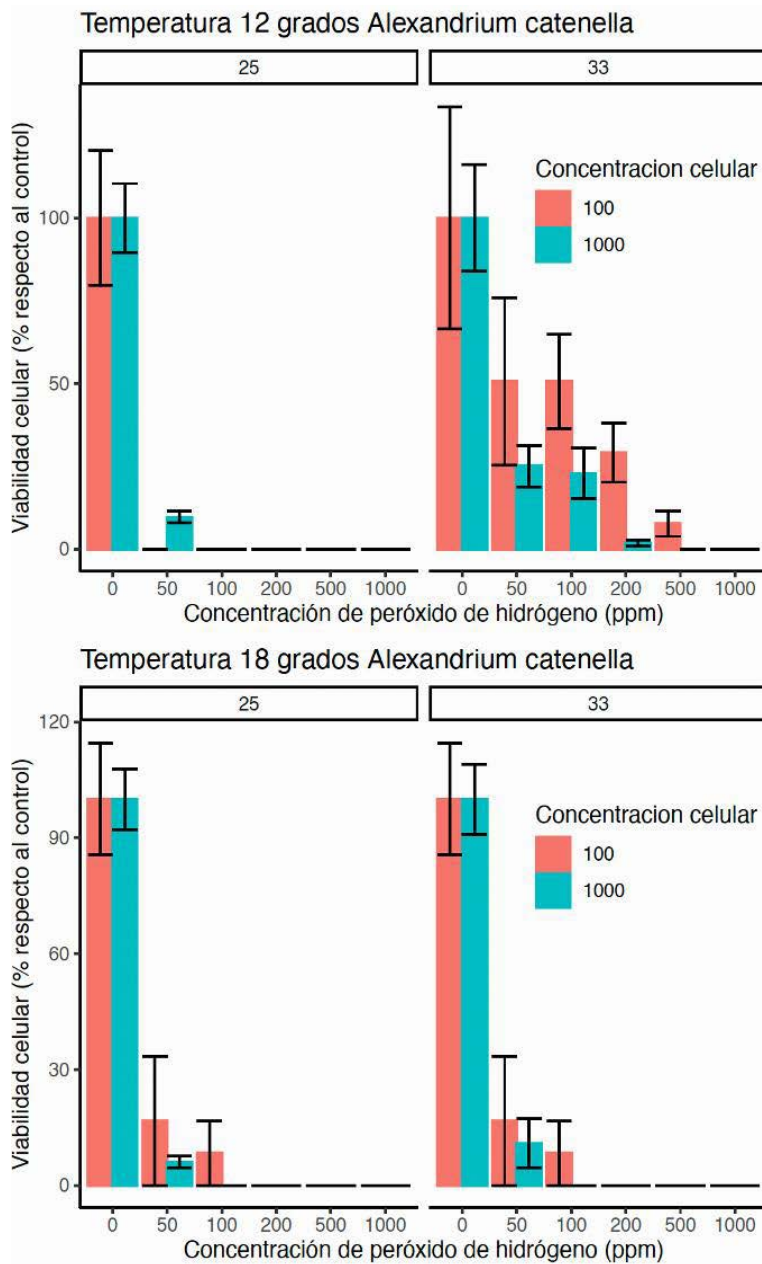 Temperatura 12 grados Alexandrium catenella
25
33
Concentracion celular
100
1000
100
50
0
Viabilidad celular (% respecto al control)
0 50 100 200 500 1000
0 50 100 200 500 1000
Concentración de peróxido de hidrógeno (ppm)
Temperatura 18 grados Alexandrium catenella
25
33
Concentracion celular
100
1000
120
90
60
30
0
Viabilidad celular (% respecto al control)
0 50 100 200 500 1000
0 50 100 200 500 1000
Concentración de peróxido de hidrógeno (ppm)